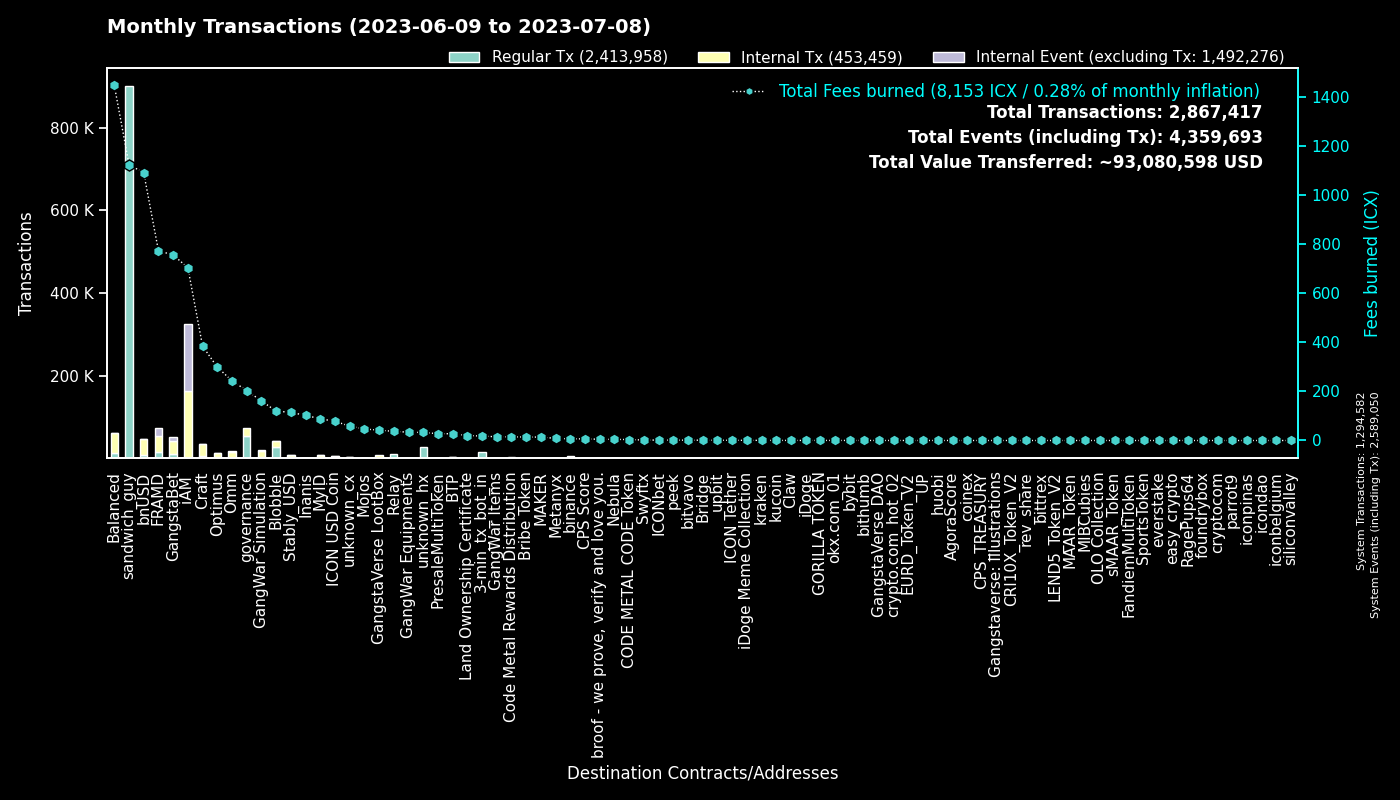 Monthly Transactions (2023-06-09 to 2023-07-08)
Regular Tx (2,413,958)
Internal Tx (453,459)
Internal Event (excluding Tx: 1,492,276)
Total Fees burned (8,153 ICX / 0.28% of monthly inflation)
Total Transactions: 2,867,417
Total Events (including Tx): 4,359,693
Total Value Transferred: ~93,080,598 USD
Transactions
800 K
600 K
400 K
200 K
1400
1200
1000
800
600
400
200
0
Fees burned (ICX)
System Transactions: 1,294,582
System Events (including Tx): 2,589,050
Balanced
sandwich_guy
bnUSD
FRAMD
GangstaBet
iAM
Craft
Optimus
Omm
governance
GangWar Simulation
Blobble
Stably_USD
Inanis
MyID
ICON USD Coin
unknown_cx
Mojos
GangstaVerse LootBox
Relay
GangWar Equipments
unknown_hx
PresaleMultiToken
BTP
Land Ownership Certificate
3-min_tx_bot_in
GangWar Items
Code Metal Rewards Distribution
Bribe Token
MAKER
Metanyx
binance
CPS Score
broof - we prove, verify and love you.
Nebula
CODE METAL CODE Token
Swyftx
ICONbet
peek
bitvavo
Bridge
upbit
ICON Tether
iDoge Meme Collection
kraken
kucoin
Claw
iDoge
GORILLA TOKEN
okx.com_01
bybit
bithumb
GangstaVerse DAO
crypto.com_hot_02
EURD_Token_V2
_UP
huobi
AgoraScore
coinex
CPS_TREASURY
Gangstaverse: Illustrations
CRI10X_Token_V2
rev_share
bittrex
LEND5_Token_V2
MAAR Token
MIBCubies
OLO Collection
sMAAR Token
FandiemMultiToken
SportsToken
everstake
easy_crypto
RagePups64
foundrybox
cryptocom
parrot9
iconpinas
icondao
iconbelgium
siliconvalley
Destination Contracts/Addresses